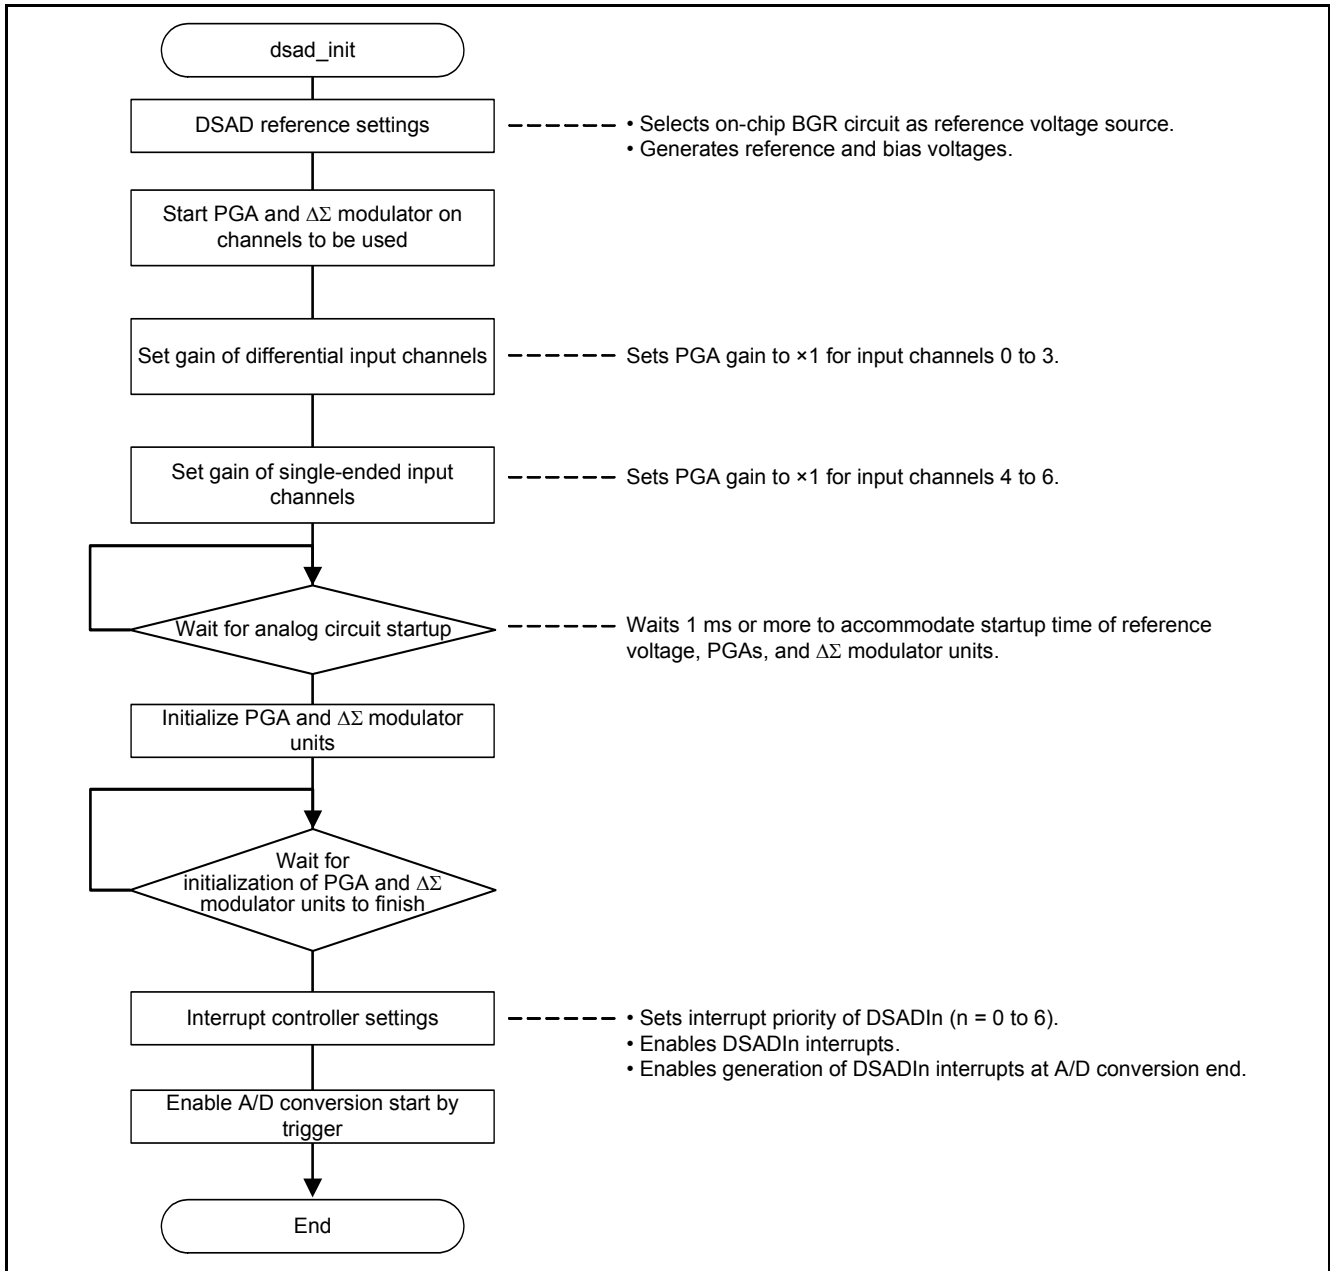 dsad_init
DSAD reference settings
• Selects on-chip BGR circuit as reference voltage source.
• Generates reference and bias voltages.
Start PGA and ΔΣ modulator on
channels to be used
Set gain of differential input channels
Sets PGA gain to ×1 for input channels 0 to 3.
Set gain of single-ended input
channels
Sets PGA gain to ×1 for input channels 4 to 6.
Wait for analog circuit startup
Waits 1 ms or more to accommodate startup time of reference
voltage, PGAs, and ΔΣ modulator units.
Initialize PGA and ΔΣ modulator
units
Wait for
initialization of PGA and ΔΣ
modulator units to finish
Interrupt controller settings
• Sets interrupt priority of DSADIn (n = 0 to 6).
• Enables DSADIn interrupts.
• Enables generation of DSADIn interrupts at A/D conversion end.
Enable A/D conversion start by
trigger
End